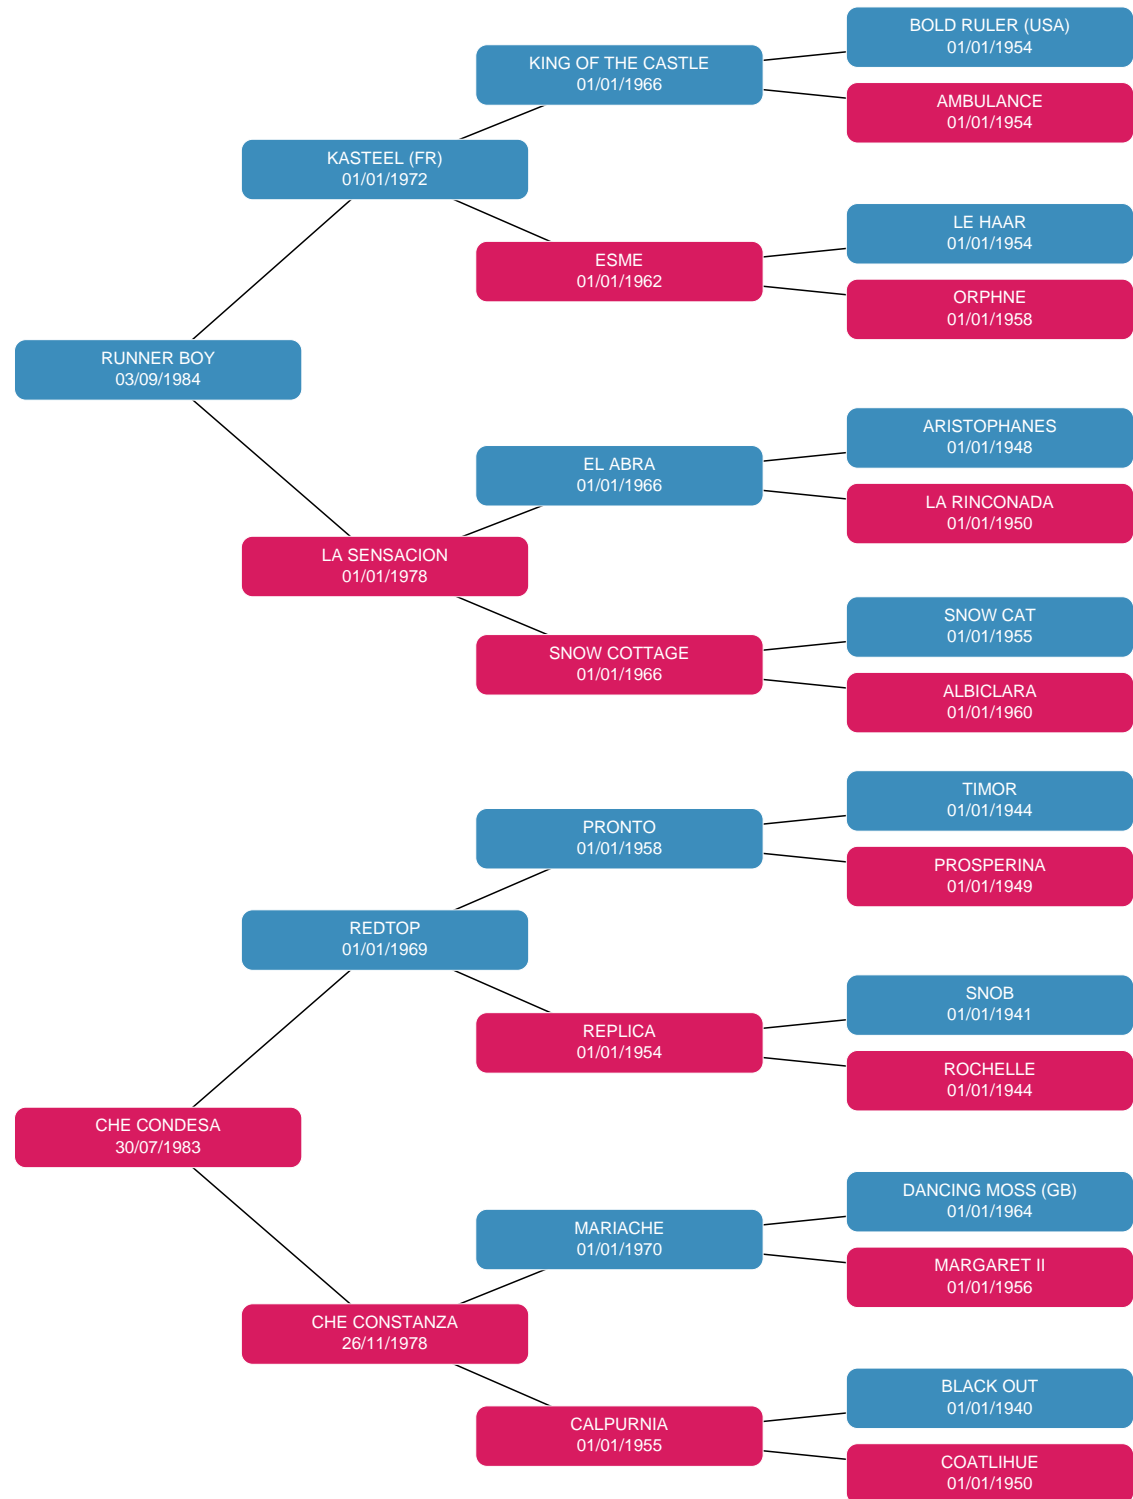 BOLD RULER (USA)
01/01/1954
KING OF THE CASTLE
01/01/1966
AMBULANCE
01/01/1954
KASTEEL (FR)
01/01/1972
LE HAAR
01/01/1954
ESME
01/01/1962
ORPHNE
01/01/1958
RUNNER BOY
03/09/1984
ARISTOPHANES
01/01/1948
EL ABRA
01/01/1966
LA RINCONADA
01/01/1950
LA SENSACION
01/01/1978
SNOW CAT
01/01/1955
SNOW COTTAGE
01/01/1966
ALBICLARA
01/01/1960
TIMOR
01/01/1944
PRONTO
01/01/1958
PROSPERINA
01/01/1949
REDTOP
01/01/1969
SNOB
01/01/1941
REPLICA
01/01/1954
ROCHELLE
01/01/1944
CHE CONDESA
30/07/1983
DANCING MOSS (GB)
01/01/1964
MARIACHE
01/01/1970
MARGARET II
01/01/1956
CHE CONSTANZA
26/11/1978
BLACK OUT
01/01/1940
CALPURNIA
01/01/1955
COATLIHUE
01/01/1950